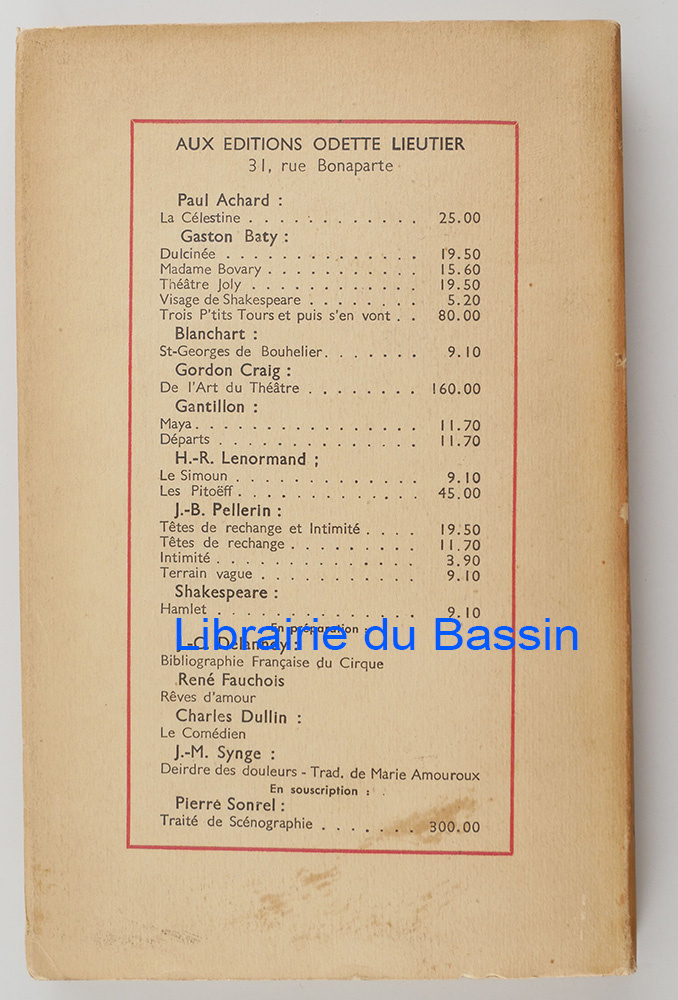 AUX EDITIONS ODETTE LIEUTIER
31, rue Bonaparte
Paul Achard :
La Célestine . . . . . . . . . . . . 25.00
Gaston Baty :
Dulcinée . . . . . . . . . . . . . . 19.50
Madame Bovary . . . . . . . . . . . 15.60
Théâtre Joly . . . . . . . . . . . . 19.50
Visage de Shakespeare . . . . . . . . 5.20
Trois P'tits Tours et puis s'en vont . . 80.00
Blanchart :
St-Georges de Bouhelier. . . . . . . 9.10
Gordon Craig :
De l'Art du Théâtre . . . . . . . . 160.00
Gantillon :
Maya. . . . . . . . . . . . . . . . 11.70
Départs . . . . . . . . . . . . . . 11.70
H.-R. Lenormand ;
Le Simoun . . . . . . . . . . . . . 9.10
Les Pitoëff . . . . . . . . . . . . . 45.00
J.-B. Pellerin :
Têtes de rechange et Intimité . . . . 19.50
Têtes de rechange . . . . . . . . . 11.70
Intimité . . . . . . . . . . . . . . 3.90
Terrain vague . . . . . . . . . . . 9.10
Shakespeare :
Hamlet . . . . . . . . . . . . . . 9.10
En préparation :
Librairie du Bassin
.-C. Delannoy :
Bibliographie Française du Cirque
René Fauchois
Rêves d'amour
Charles Dullin :
Le Comédien
J.-M. Synge :
Deirdre des douleurs - Trad. de Marie Amouroux
En souscription :
Pierre Sonrel :
Traité de Scénographie . . . . . . . 300.00